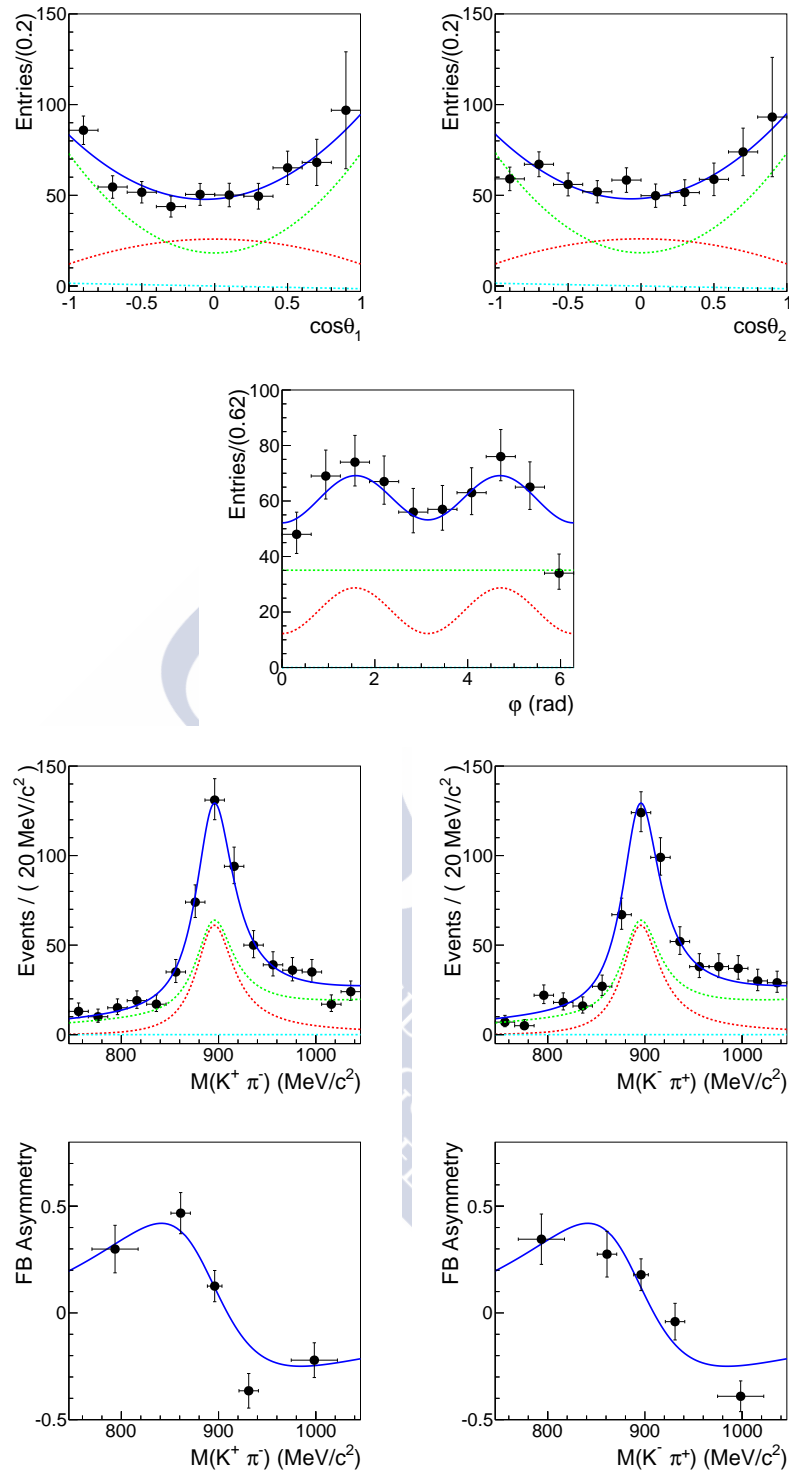 Entries/(0.2)
150
100
50
0
-1 -0.5 0 0.5 1
cosθ₁
Entries/(0.2)
150
100
50
0
-1 -0.5 0 0.5 1
cosθ₂
Entries/(0.62)
100
80
60
40
20
0
0 2 4 6
φ (rad)
Events / ( 20 MeV/c² )
150
100
50
0
800 900 1000
M(K⁺ π⁻) (MeV/c²)
Events / ( 20 MeV/c² )
150
100
50
0
800 900 1000
M(K⁻ π⁺) (MeV/c²)
FB Asymmetry
0.5
0
-0.5
800 900 1000
M(K⁺ π⁻) (MeV/c²)
FB Asymmetry
0.5
0
-0.5
800 900 1000
M(K⁻ π⁺) (MeV/c²)